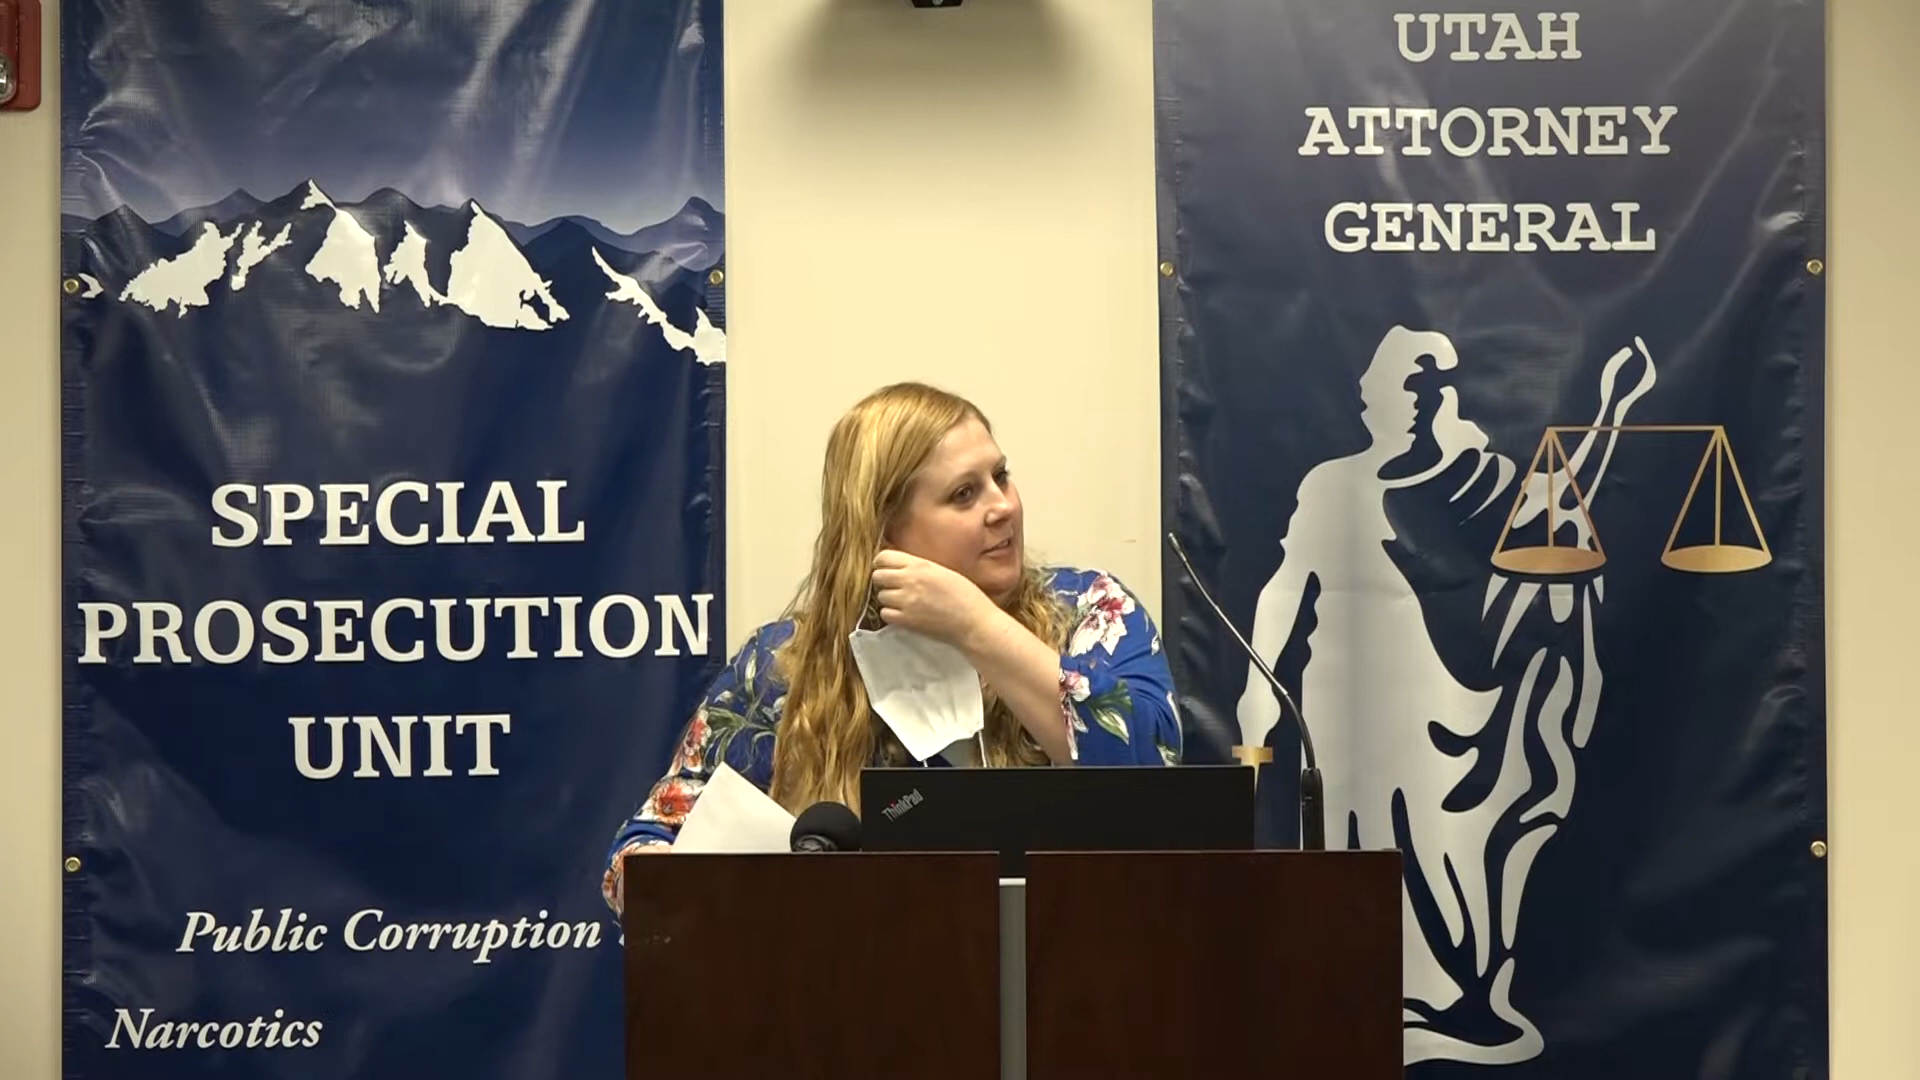 SPECIAL
PROSECUTION
UNIT
Public Corruption
Narcotics
UTAH
ATTORNEY
GENERAL
ThinkPad